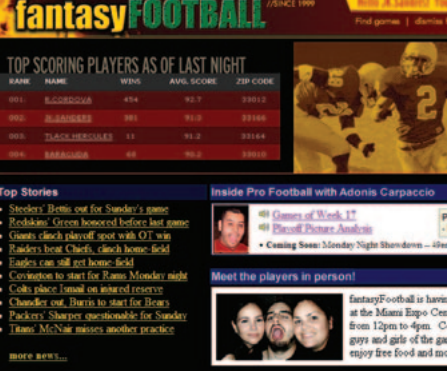 fantasyFOOTBALL //SINCE 1999
Find games | dismiss
TOP SCORING PLAYERS AS OF LAST NIGHT
RANK NAME WINS AVG. SCORE ZIP CODE
001: R.CORDOVA 454 92.7 33012
002: JN.SANDERS 381 91.0 33166
003: TLACK HERCULES 11 91.2 33164
004: BARACUDA 68 90.2 33010
2
Top Stories
Steelers' Bettis out for Sunday's game
Redskins' Green honored before last game
Giants clinch playoff spot with OT win
Raiders beat Chiefs, clinch home-field
Eagles can still get home-field
Covington to start for Rams Monday night
Colts place Ismail on injured reserve
Chandler out, Burris to start for Bears
Packers' Sharper questionable for Sunday
Titans' McNair misses another practice
more news...
Inside Pro Football with Adonis Carpaccio
Games of Week 17
Playoff Picture Analysis
Coming Soon: Monday Night Showdown – 49e
Meet the players in person!
fantasyFootball is havin
at the Miami Expo Cen
from 12pm to 4pm. C
guys and girls of the ga
enjoy free food and mo